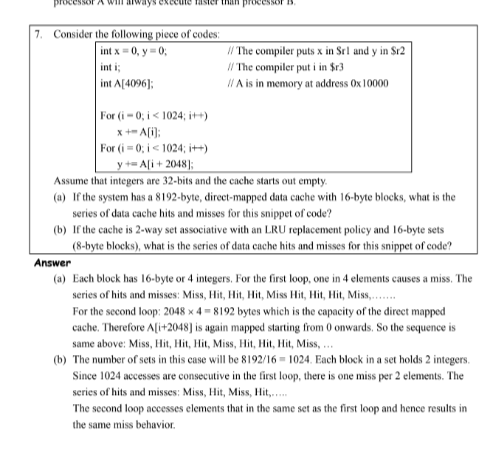 processor A will always execute faster than processor B.
7. Consider the following piece of codes:
int x = 0, y = 0; // The compiler puts x in $r1 and y in $r2
int i; // The compiler put i in $r3
int A[4096]; // A is in memory at address 0x10000
For (i = 0; i < 1024; i++)
x += A[i];
For (i = 0; i < 1024; i++)
y += A[i + 2048];
Assume that integers are 32-bits and the cache starts out empty.
(a) If the system has a 8192-byte, direct-mapped data cache with 16-byte blocks, what is the
series of data cache hits and misses for this snippet of code?
(b) If the cache is 2-way set associative with an LRU replacement policy and 16-byte sets
(8-byte blocks), what is the series of data cache hits and misses for this snippet of code?
Answer
(a) Each block has 16-byte or 4 integers. For the first loop, one in 4 elements causes a miss. The
series of hits and misses: Miss, Hit, Hit, Hit, Miss Hit, Hit, Hit, Miss,…….
For the second loop: 2048 × 4 = 8192 bytes which is the capacity of the direct mapped
cache. Therefore A[i+2048] is again mapped starting from 0 onwards. So the sequence is
same above: Miss, Hit, Hit, Hit, Miss, Hit, Hit, Hit, Miss, …
(b) The number of sets in this case will be 8192/16 = 1024. Each block in a set holds 2 integers.
Since 1024 accesses are consecutive in the first loop, there is one miss per 2 elements. The
series of hits and misses: Miss, Hit, Miss, Hit,…..
The second loop accesses elements that in the same set as the first loop and hence results in
the same miss behavior.